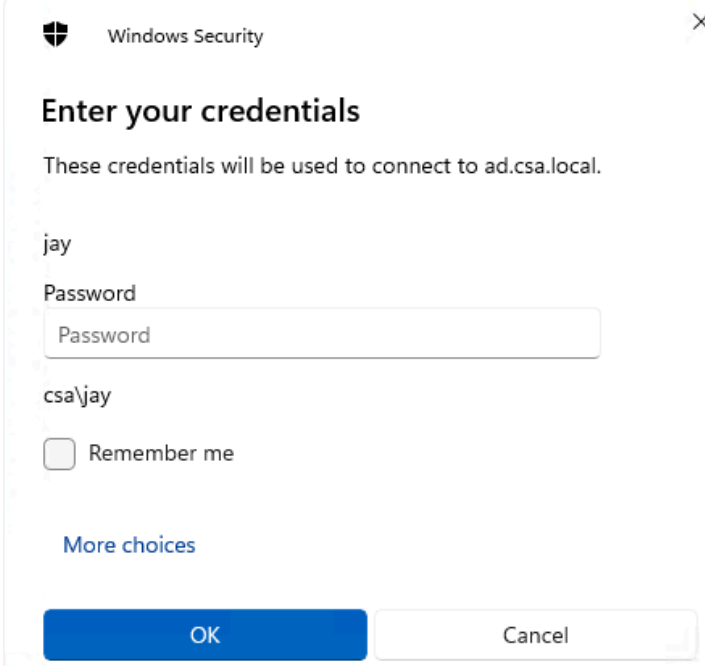 Windows Security
Enter your credentials
These credentials will be used to connect to ad.csa.local.
jay
Password
Password
csa\jay
Remember me
More choices
OK
Cancel